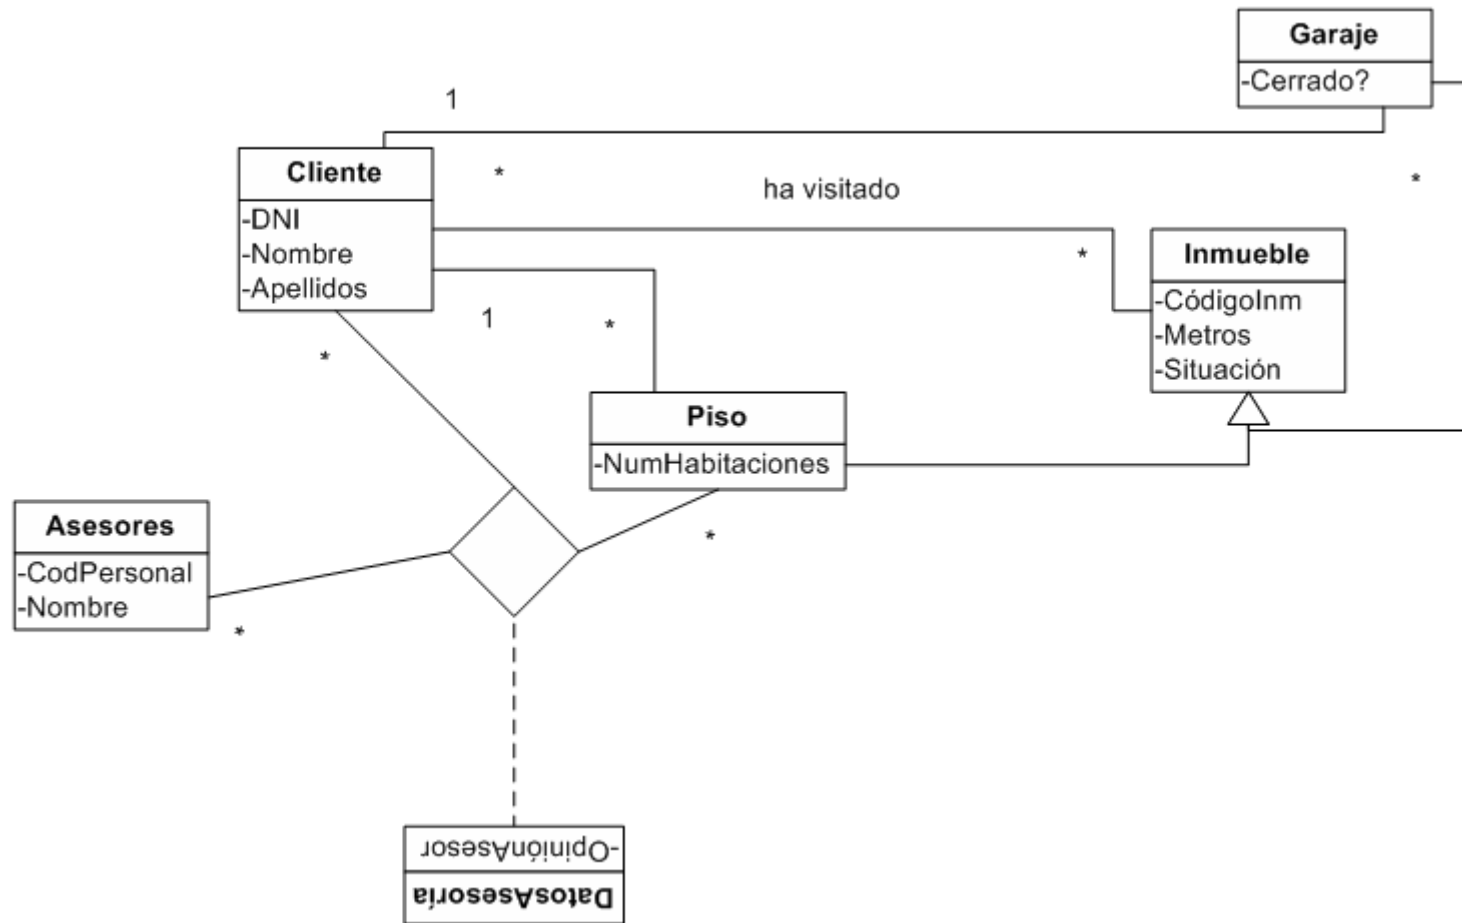 Garaje
-Cerrado?
1
Cliente
-DNI
-Nombre
-Apellidos
*
ha visitado
*
*
Inmueble
-CódigoInm
-Metros
-Situación
1
*
*
Piso
-NumHabitaciones
Asesores
-CodPersonal
-Nombre
*
*
-OpiniónAsesor
DatosAsesoría